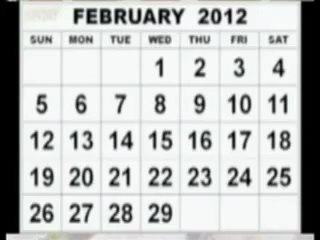 FEBRUARY 2012
SUN MON TUE WED THU FRI SAT
1 2 3 4
5 6 7 8 9 10 11
12 13 14 15 16 17 18
19 20 21 22 23 24 25
26 27 28 29